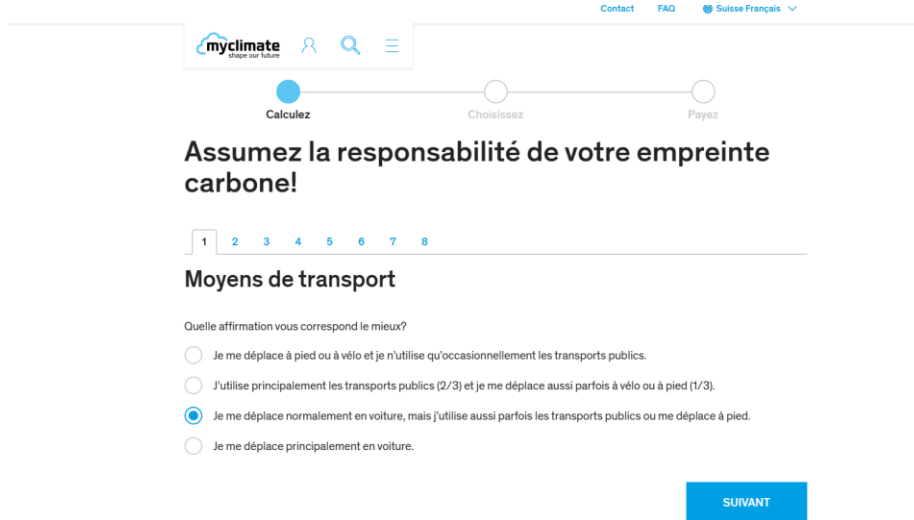 Contact FAQ Suisse Français
myclimate
shape our future
Calculez Choisissez Payez
Assumez la responsabilité de votre empreinte
carbone!
1 2 3 4 5 6 7 8
Moyens de transport
Quelle affirmation vous correspond le mieux?
Je me déplace à pied ou à vélo et je n'utilise qu'occasionnellement les transports publics.
J'utilise principalement les transports publics (2/3) et je me déplace aussi parfois à vélo ou à pied (1/3).
Je me déplace normalement en voiture, mais j'utilise aussi parfois les transports publics ou me déplace à pied.
Je me déplace principalement en voiture.
SUIVANT